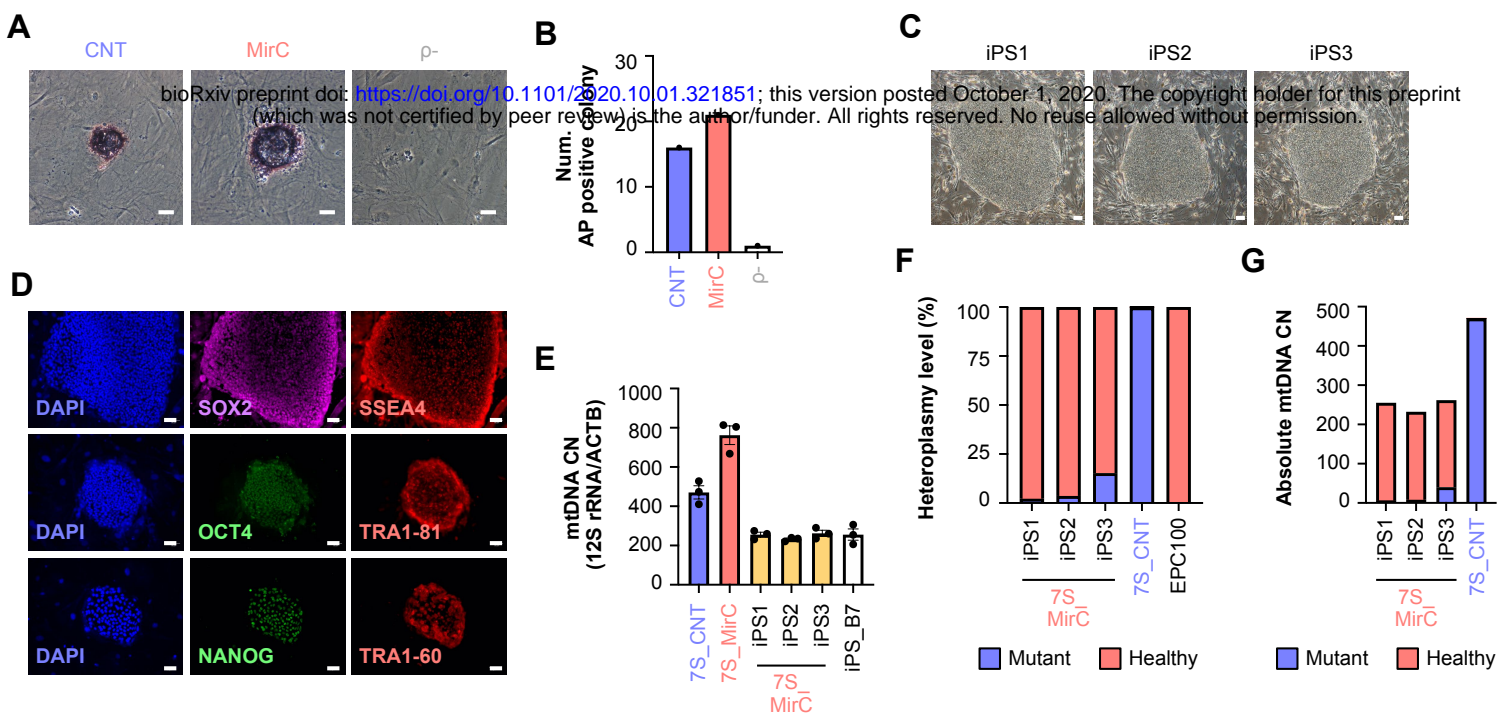 A
CNT
MirC
ρ-
B
Num.
AP positive colony
30
20
10
0
CNT
MirC
ρ-
C
iPS1
iPS2
iPS3
bioRxiv preprint doi: https://doi.org/10.1101/2020.10.01.321851; this version posted October 1, 2020. The copyright holder for this preprint
(which was not certified by peer review) is the author/funder. All rights reserved. No reuse allowed without permission.
D
DAPI
SOX2
SSEA4
DAPI
OCT4
TRA1-81
DAPI
NANOG
TRA1-60
E
mtDNA CN
(12S rRNA/ACTB)
1000
800
600
400
200
0
7S_CNT
7S_MirC
iPS1
iPS2
iPS3
iPS_B7
7S_
MirC
F
Heteroplasmy level (%)
100
75
50
25
0
iPS1
iPS2
iPS3
7S_CNT
EPC100
7S_
MirC
Mutant
Healthy
G
Absolute mtDNA CN
500
400
300
200
100
0
iPS1
iPS2
iPS3
7S_CNT
7S_
MirC
Mutant
Healthy